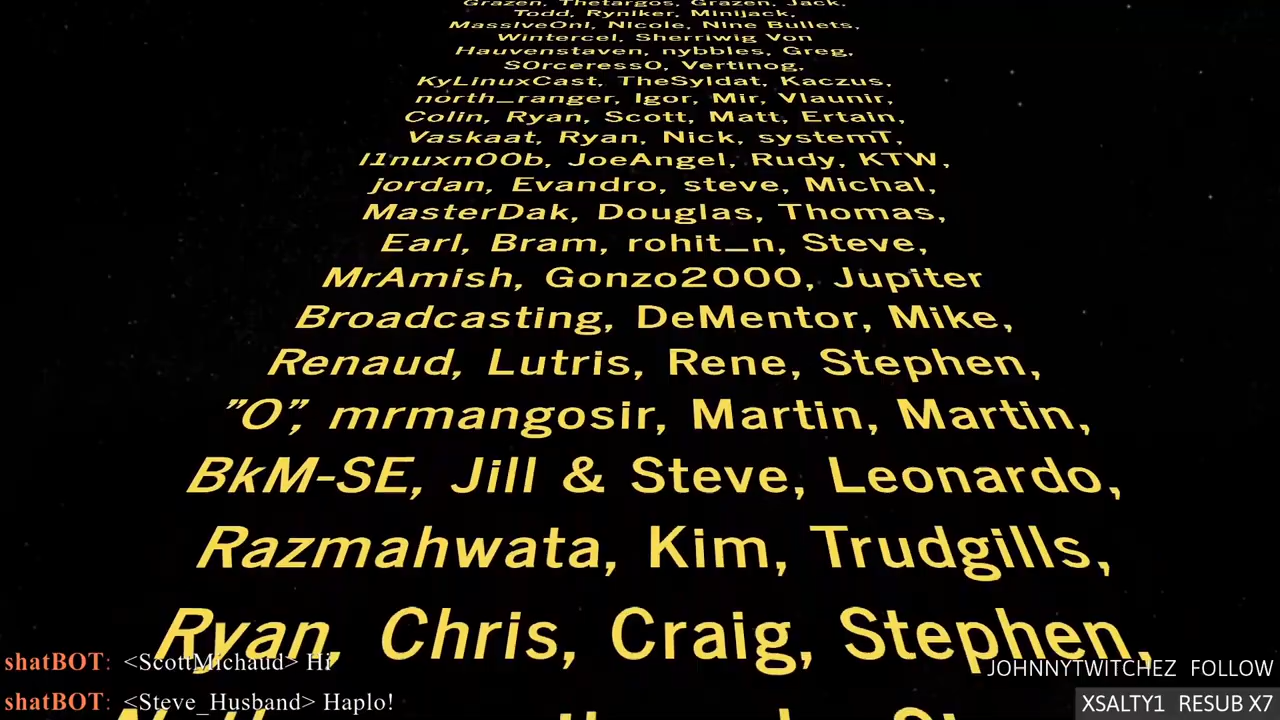 Grazen, Thetargos, Grazen, Jack,
Todd, Ryniker, Minijack,
MassiveOni, Nicole, Nine Bullets,
Wintercel, Sherriwig Von
Hauvenstaven, nybbles, Greg,
S0rceress0, Vertinog,
KyLinuxCast, TheSyldat, Kaczus,
north_ranger, Igor, Mir, Vlaunir,
Colin, Ryan, Scott, Matt, Ertain,
Vaskaat, Ryan, Nick, systemT,
l1nuxn00b, JoeAngel, Rudy, KTW,
jordan, Evandro, steve, Michal,
MasterDak, Douglas, Thomas,
Earl, Bram, rohit_n, Steve,
MrAmish, Gonzo2000, Jupiter
Broadcasting, DeMentor, Mike,
Renaud, Lutris, Rene, Stephen,
”O”, mrmangosir, Martin, Martin,
BkM-SE, Jill & Steve, Leonardo,
Razmahwata, Kim, Trudgills,
Ryan, Chris, Craig, Stephen,
shatBOT: <ScottMichaud> Hi
JOHNNYTWITCHEZ FOLLOW
shatBOT: <Steve_Husband> Haplo!
XSALTY1 RESUB X7